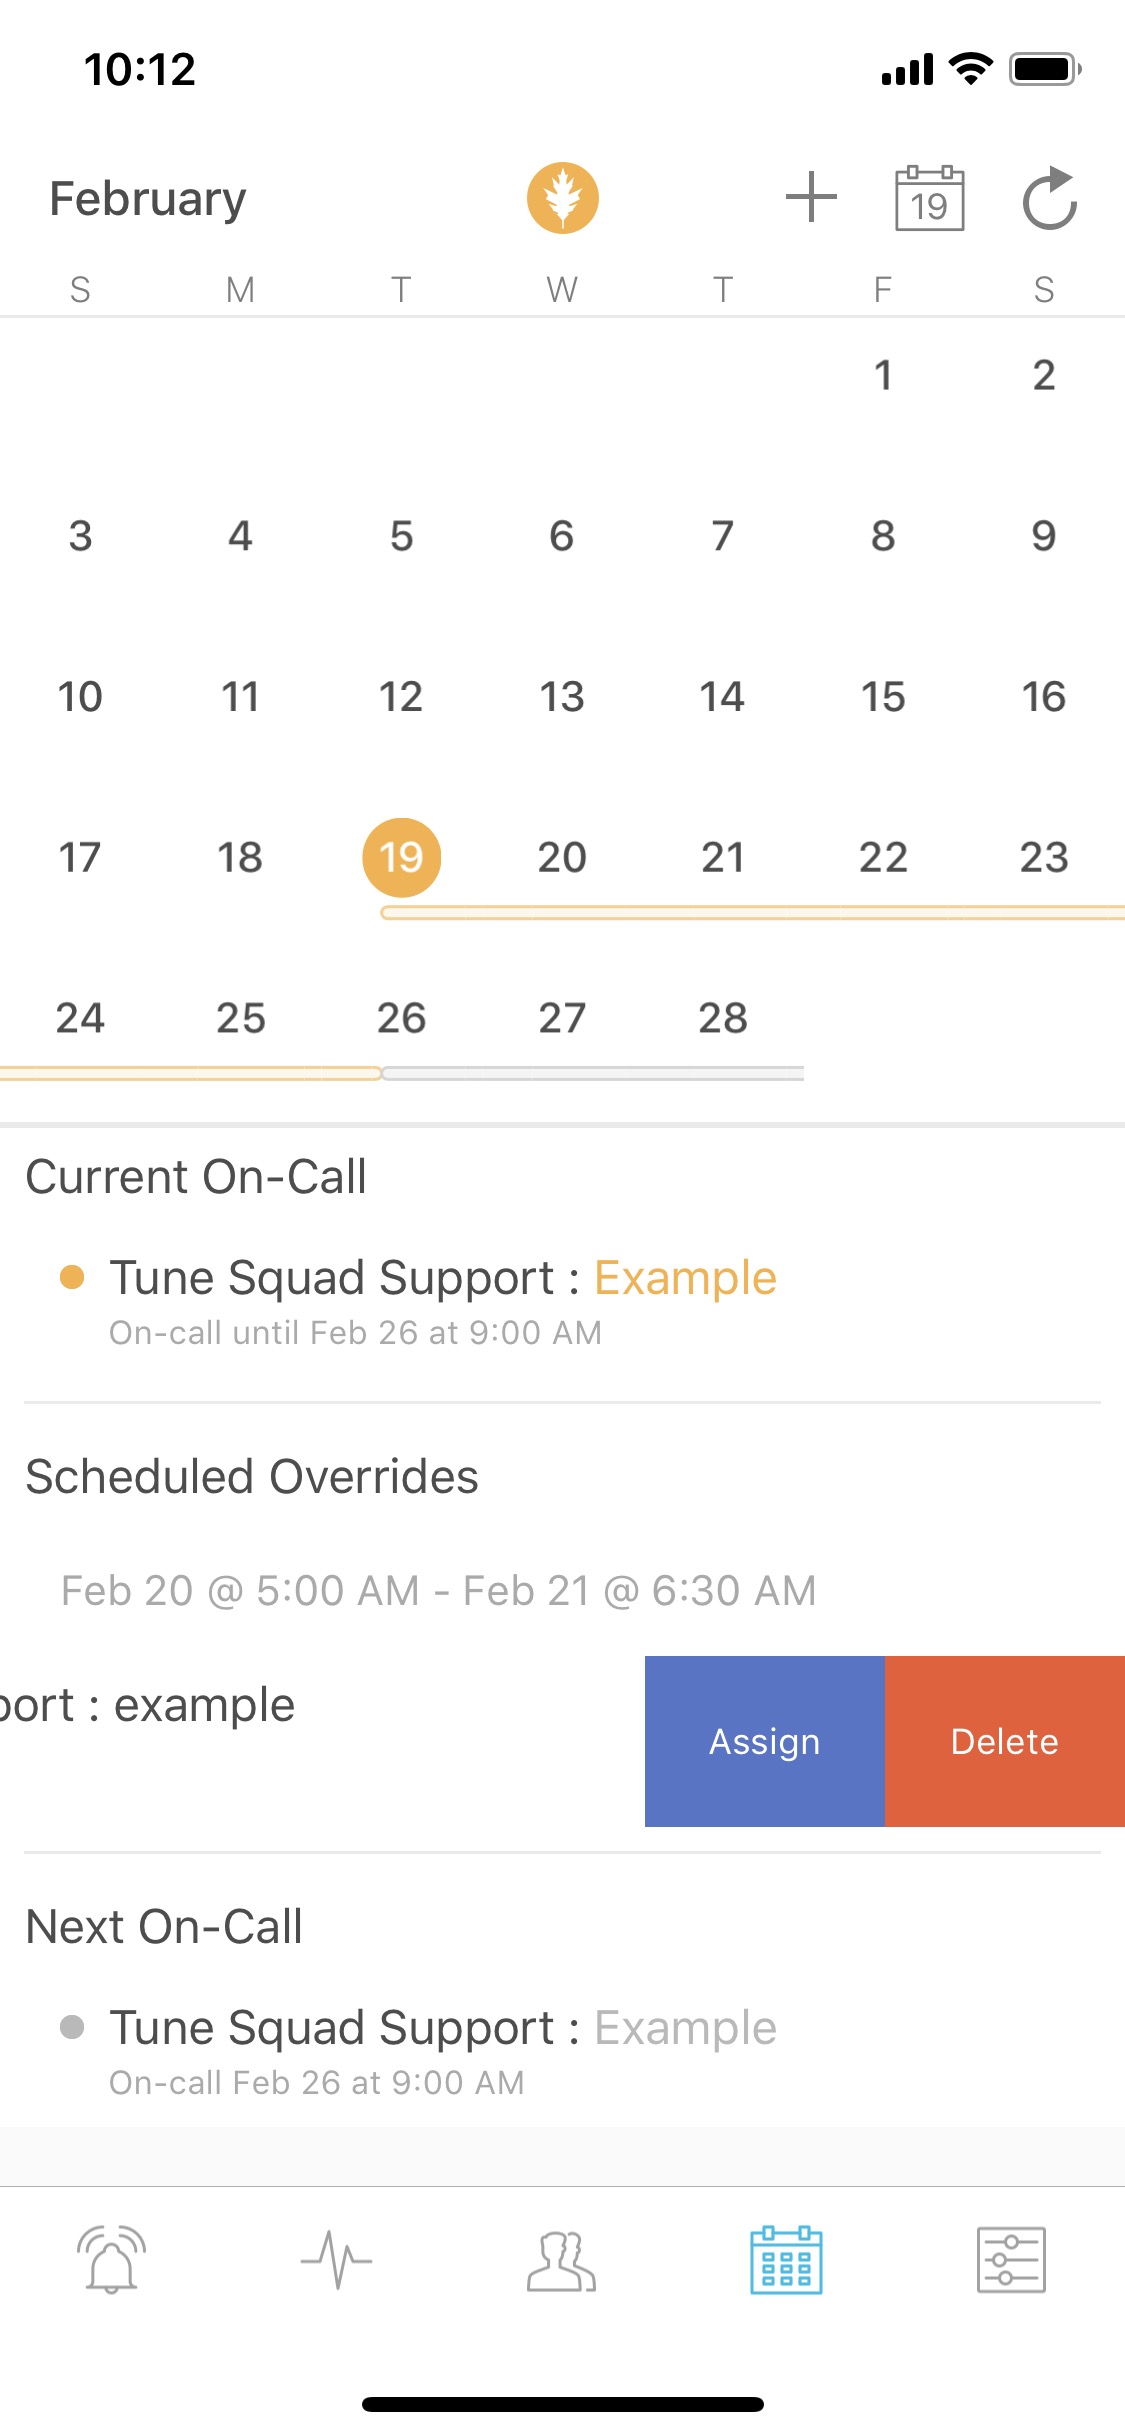 10:12
February
19
S M T W T F S
1 2
3 4 5 6 7 8 9
10 11 12 13 14 15 16
17 18 19 20 21 22 23
24 25 26 27 28
Current On-Call
Tune Squad Support : Example
On-call until Feb 26 at 9:00 AM
Scheduled Overrides
Feb 20 @ 5:00 AM - Feb 21 @ 6:30 AM
port : example
Assign
Delete
Next On-Call
Tune Squad Support : Example
On-call Feb 26 at 9:00 AM